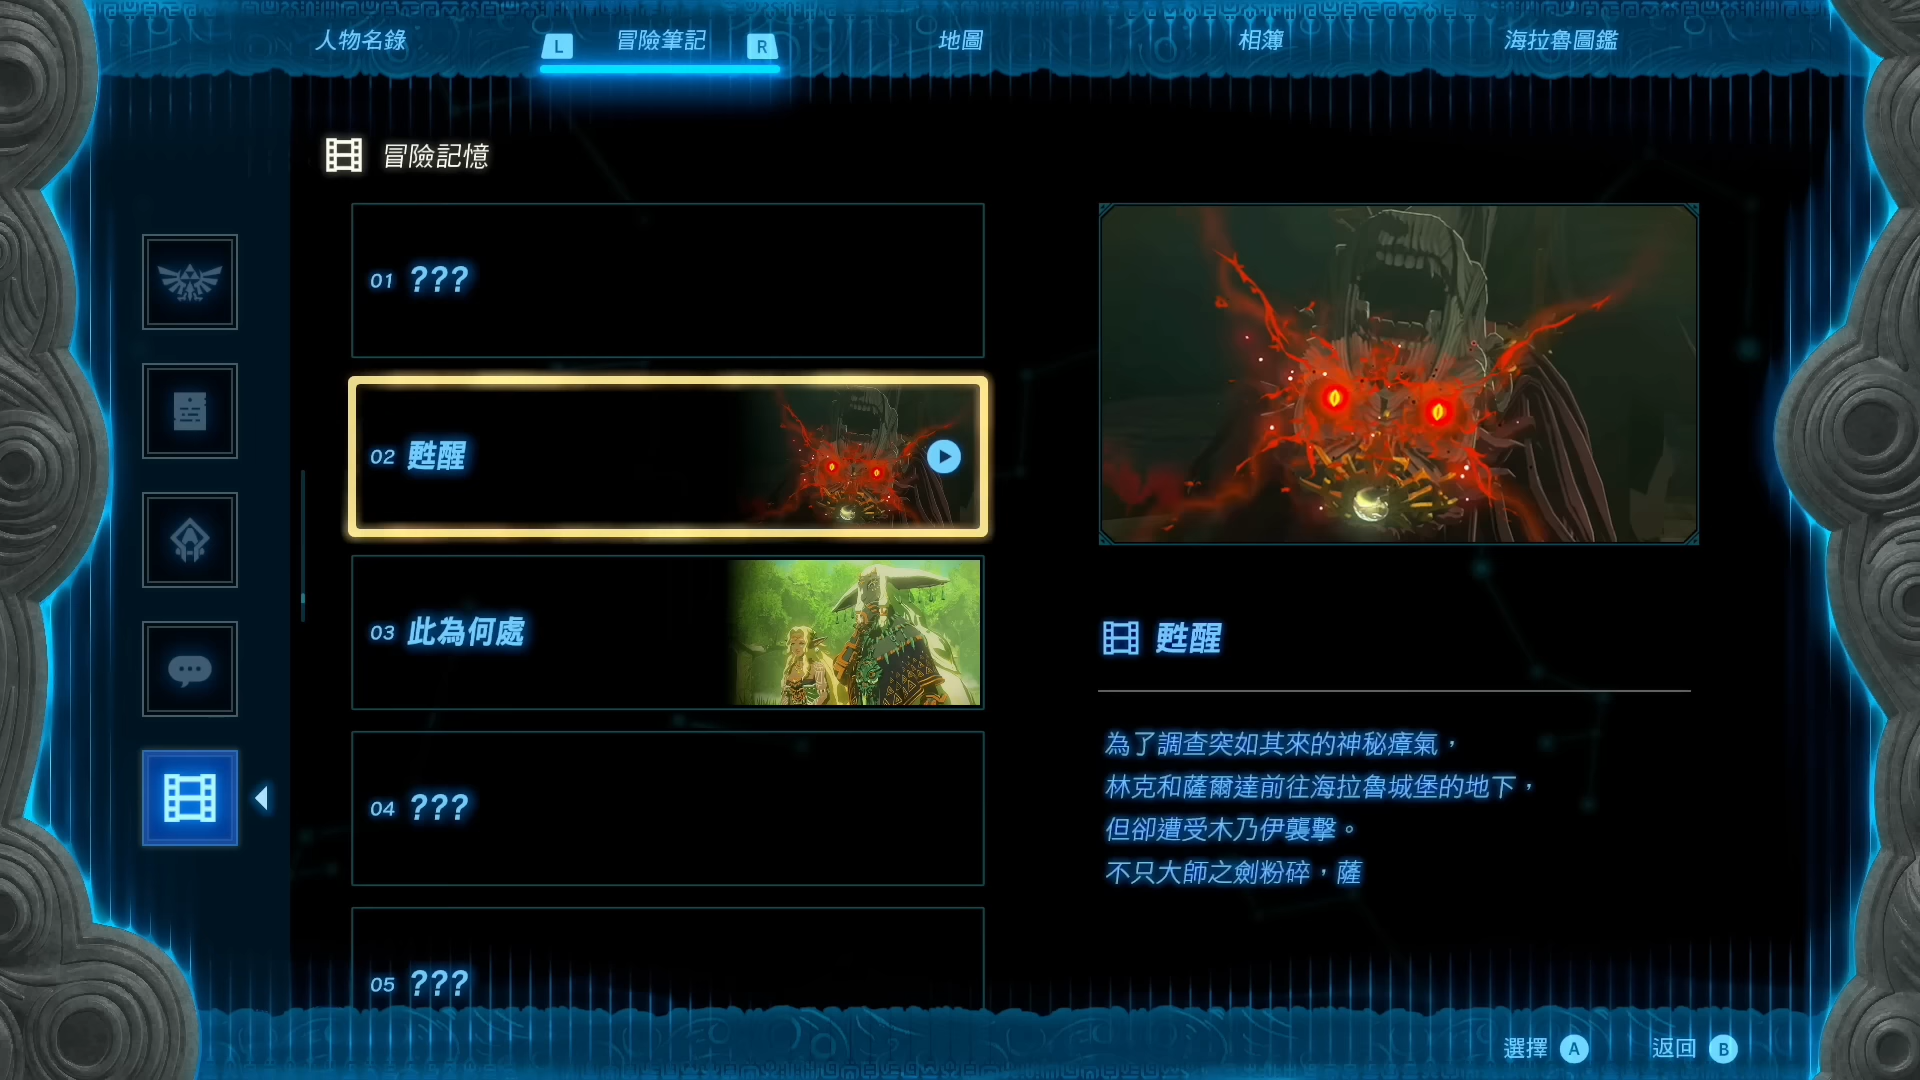 人物名錄
L
冒險筆記
R
地圖
相簿
海拉魯圖鑑
冒險記憶
01 ???
02 甦醒
03 此為何處
04 ???
05 ???
甦醒
為了調查突如其來的神秘瘴氣，
林克和薩爾達前往海拉魯城堡的地下，
但卻遭受木乃伊襲擊。
不只大師之劍粉碎，薩
選擇 A
返回 B